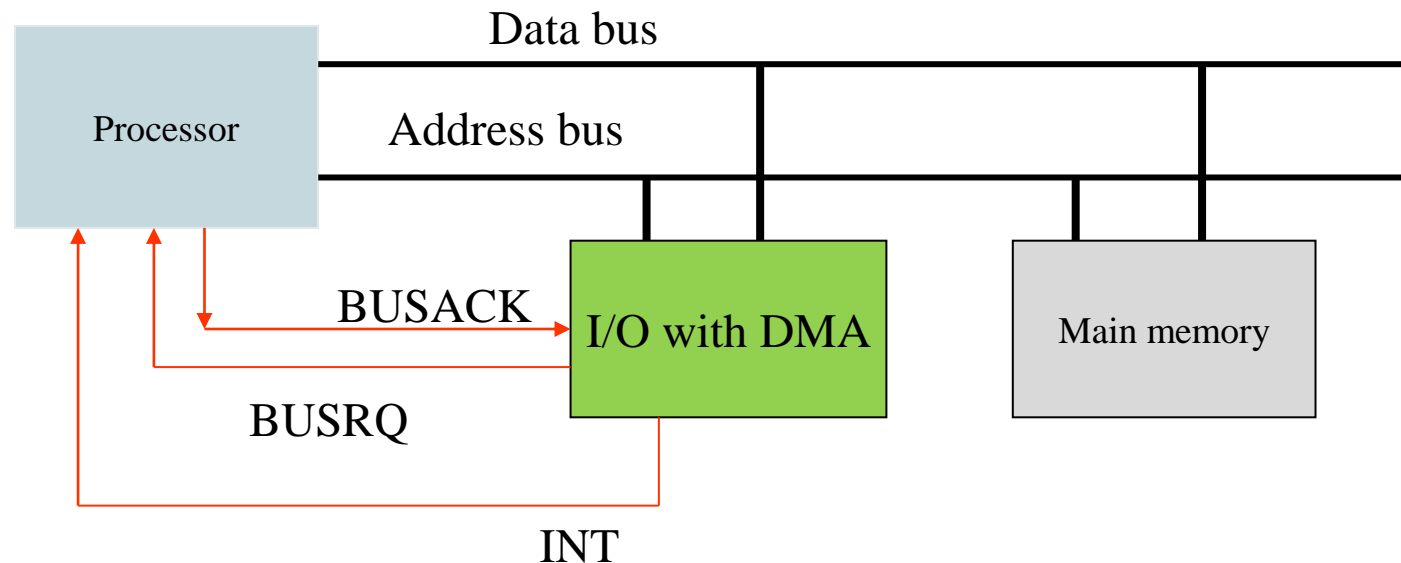 Data bus
Processor
Address bus
BUSACK
I/O with DMA
Main memory
BUSRQ
INT